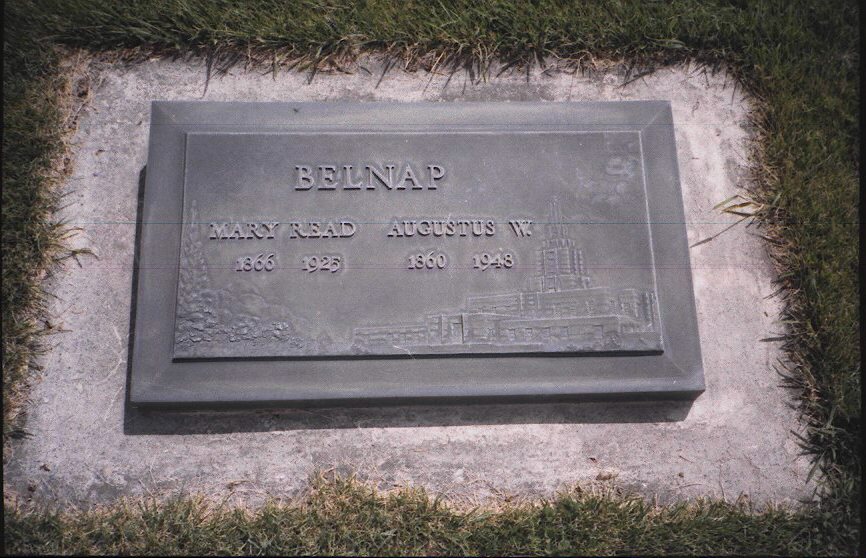 BELNAP
MARY READ AUGUSTUS W.
1866 1925 1860 1948